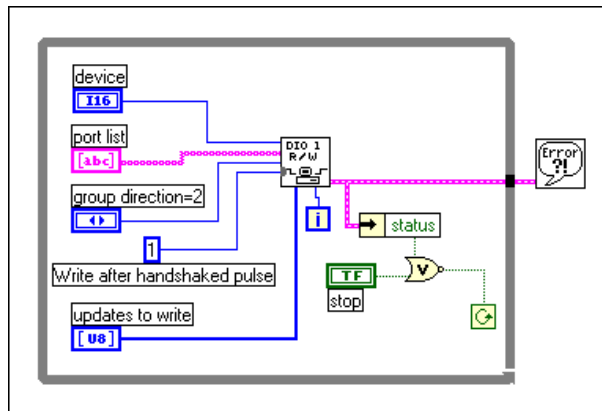 device
I16
port list
[abc]
DIO 1
R/W
Error
?!
group direction=2
i
status
1
Write after handshaked pulse
TF
V
stop
updates to write
[U8]